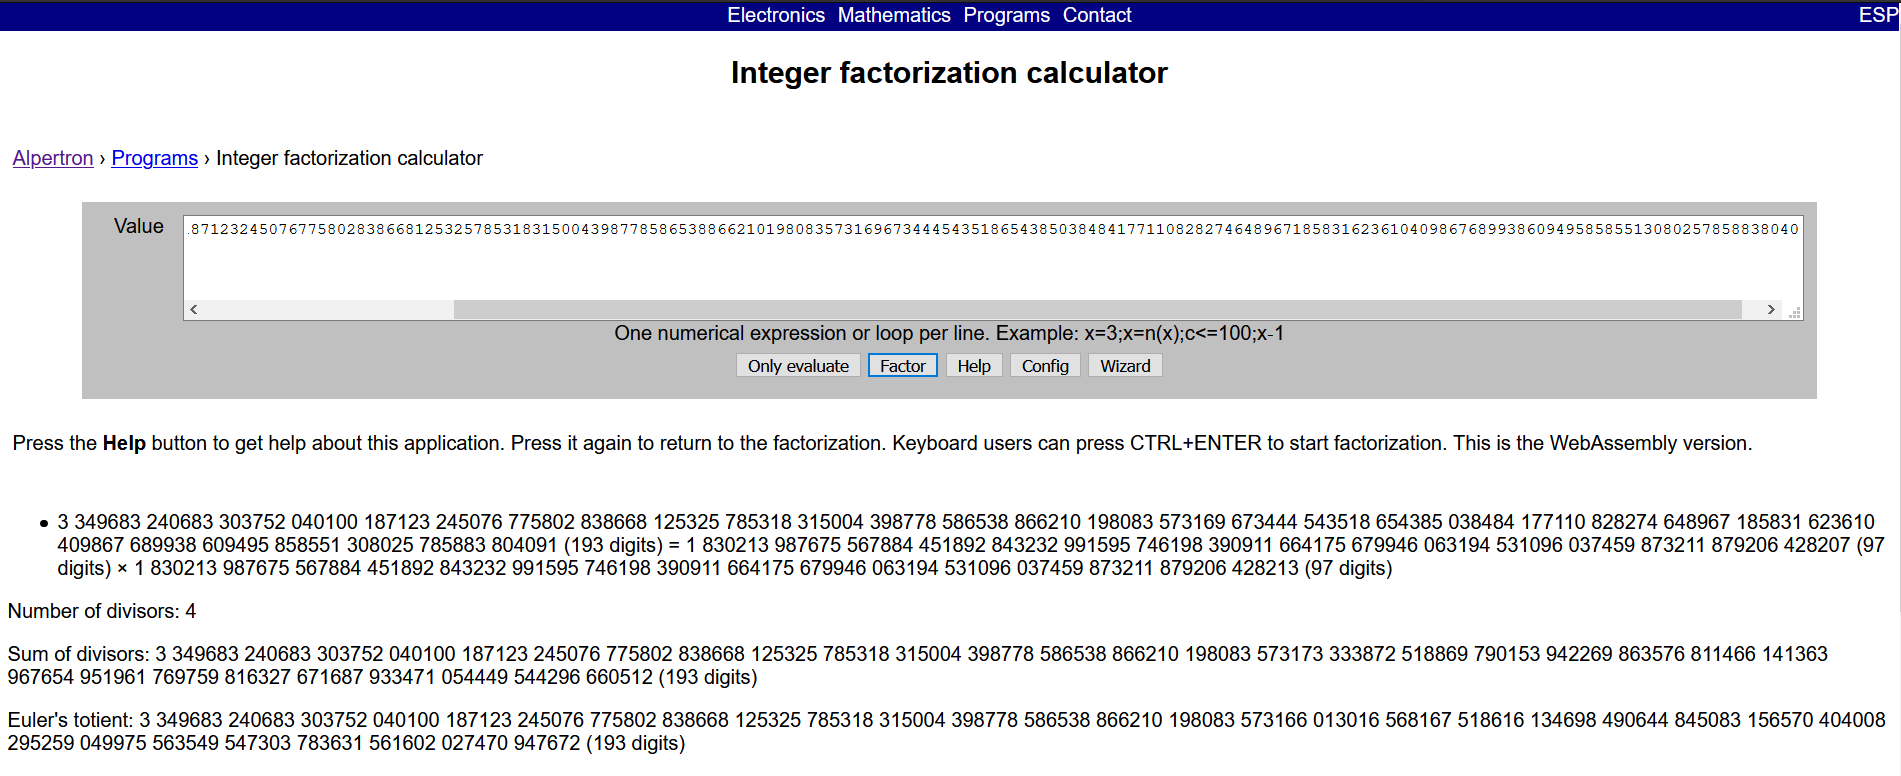 Electronics Mathematics Programs Contact
ESP
Integer factorization calculator
Alpertron › Programs › Integer factorization calculator
Value
.871232450767758028386681253257853183150043987785865388662101980835731696734445435186543850384841771108282746489671858316236104098676899386094958585513080257858838040
One numerical expression or loop per line. Example: x=3;x=n(x);c<=100;x-1
Only evaluate Factor Help Config Wizard
Press the Help button to get help about this application. Press it again to return to the factorization. Keyboard users can press CTRL+ENTER to start factorization. This is the WebAssembly version.
• 3 349683 240683 303752 040100 187123 245076 775802 838668 125325 785318 315004 398778 586538 866210 198083 573169 673444 543518 654385 038484 177110 828274 648967 185831 623610
409867 689938 609495 858551 308025 785883 804091 (193 digits) = 1 830213 987675 567884 451892 843232 991595 746198 390911 664175 679946 063194 531096 037459 873211 879206 428207 (97
digits) × 1 830213 987675 567884 451892 843232 991595 746198 390911 664175 679946 063194 531096 037459 873211 879206 428213 (97 digits)
Number of divisors: 4
Sum of divisors: 3 349683 240683 303752 040100 187123 245076 775802 838668 125325 785318 315004 398778 586538 866210 198083 573173 333872 518869 790153 942269 863576 811466 141363
967654 951961 769759 816327 671687 933471 054449 544296 660512 (193 digits)
Euler's totient: 3 349683 240683 303752 040100 187123 245076 775802 838668 125325 785318 315004 398778 586538 866210 198083 573166 013016 568167 518616 134698 490644 845083 156570 404008
295259 049975 563549 547303 783631 561602 027470 947672 (193 digits)